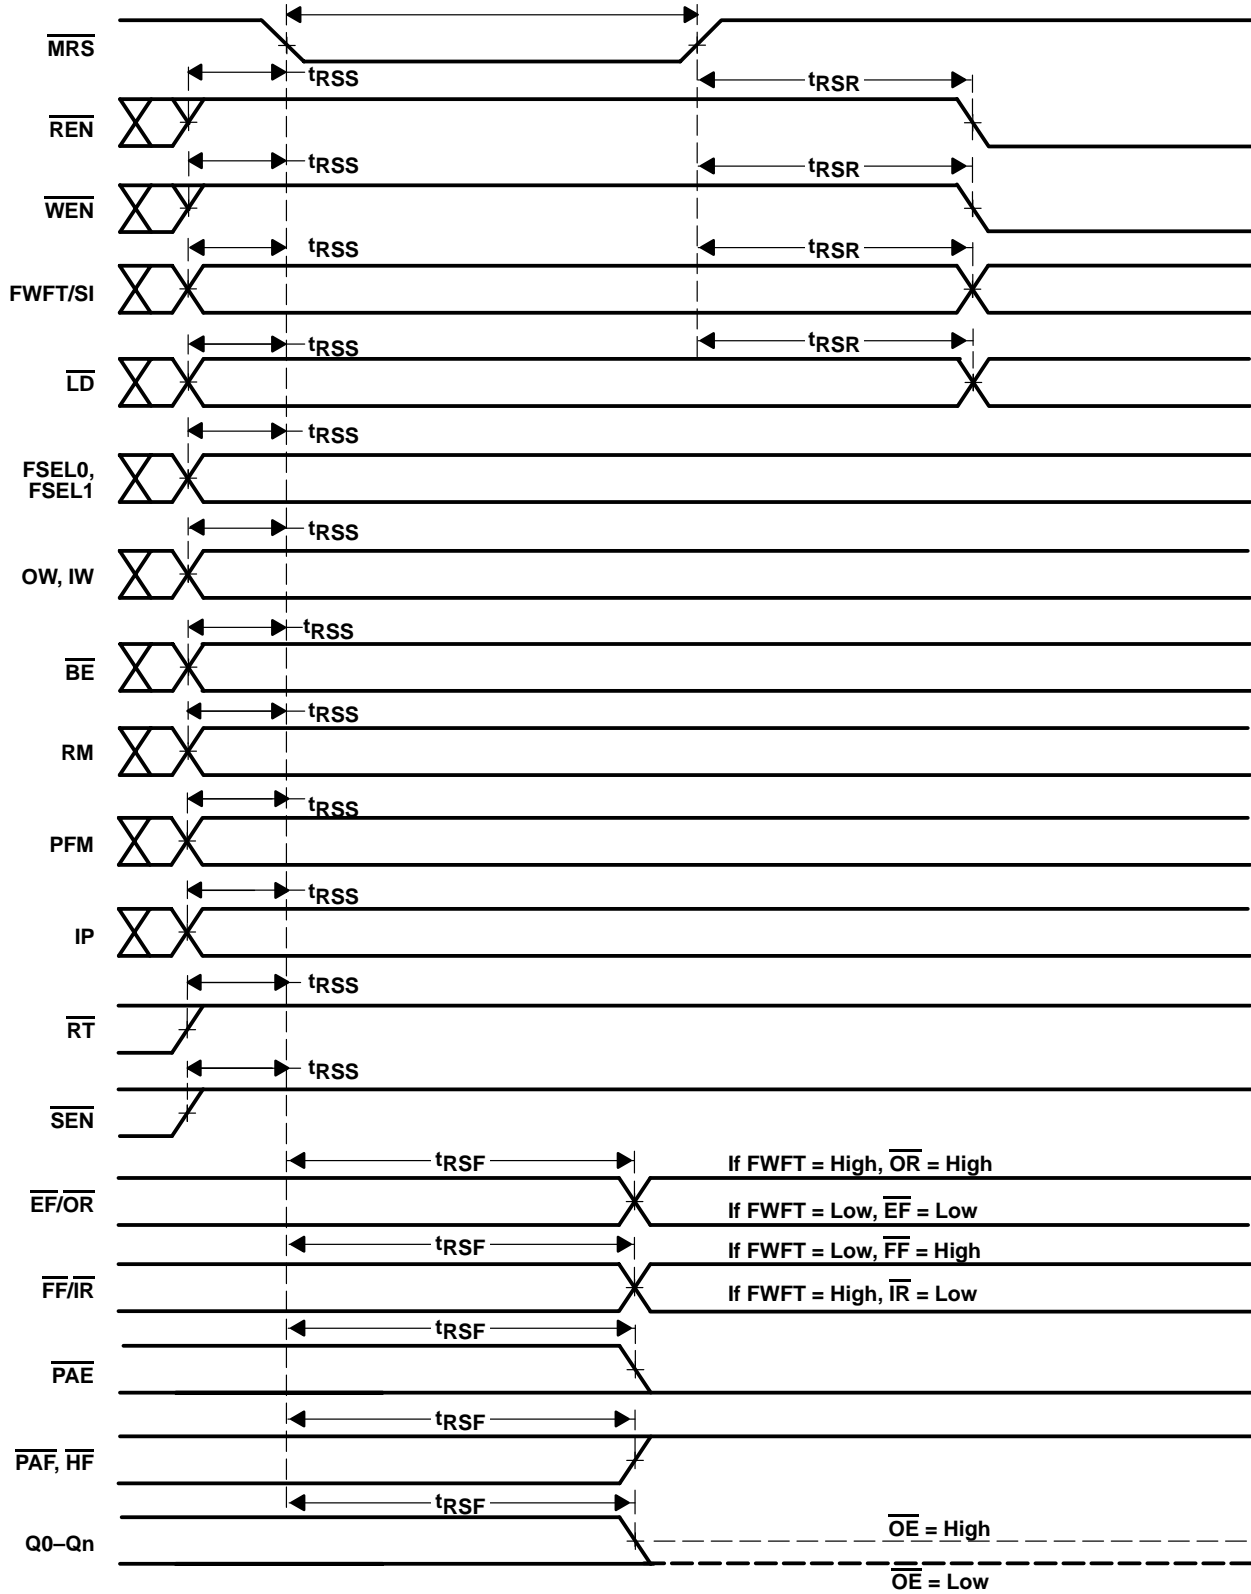 MRS
tRSS
tRSR
REN
tRSS
tRSR
WEN
tRSS
tRSR
FWFT/SI
tRSS
tRSR
LD
tRSS
FSEL0,
FSEL1
tRSS
OW, IW
tRSS
BE
tRSS
RM
tRSS
PFM
tRSS
IP
tRSS
RT
tRSS
SEN
tRSF
If FWFT = High, OR = High
EF/OR
If FWFT = Low, EF = Low
tRSF
If FWFT = Low, FF = High
FF/IR
If FWFT = High, IR = Low
tRSF
PAE
tRSF
PAF, HF
tRSF
OE = High
Q0–Qn
OE = Low